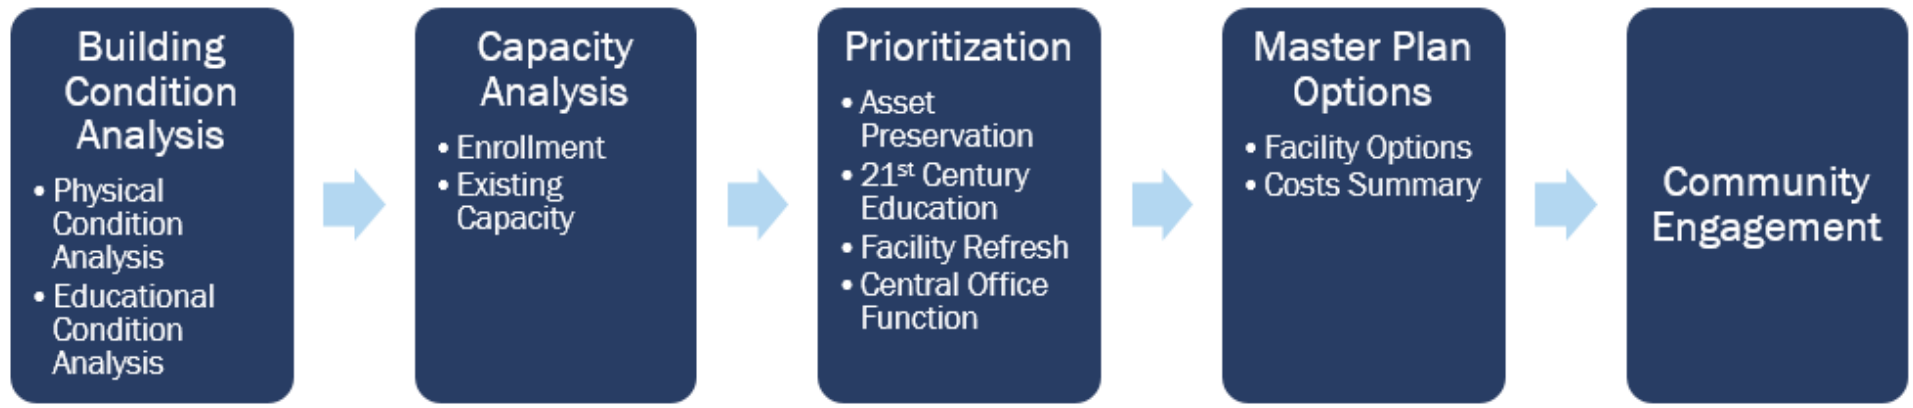 Building
Condition
Analysis
• Physical
Condition
Analysis
• Educational
Condition
Analysis
Capacity
Analysis
• Enrollment
• Existing
Capacity
Prioritization
• Asset
Preservation
• 21st Century
Education
• Facility Refresh
• Central Office
Function
Master Plan
Options
• Facility Options
• Costs Summary
Community
Engagement